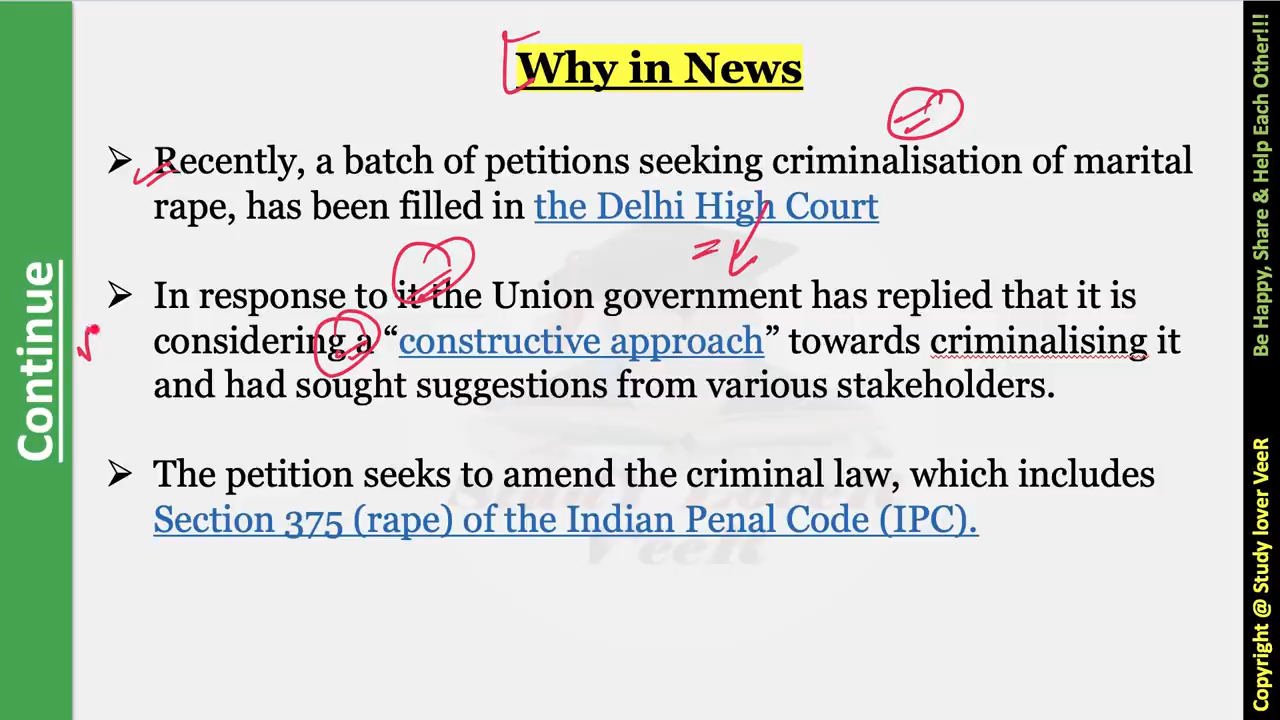 Why in News
➢ Recently, a batch of petitions seeking criminalisation of marital
rape, has been filled in the Delhi High Court
➢ In response to it the Union government has replied that it is
considering a “constructive approach” towards criminalising it
and had sought suggestions from various stakeholders.
➢ The petition seeks to amend the criminal law, which includes
Section 375 (rape) of the Indian Penal Code (IPC).
Continue
Be Happy, Share & Help Each Other!!!
Copyright @ Study lover VeeR